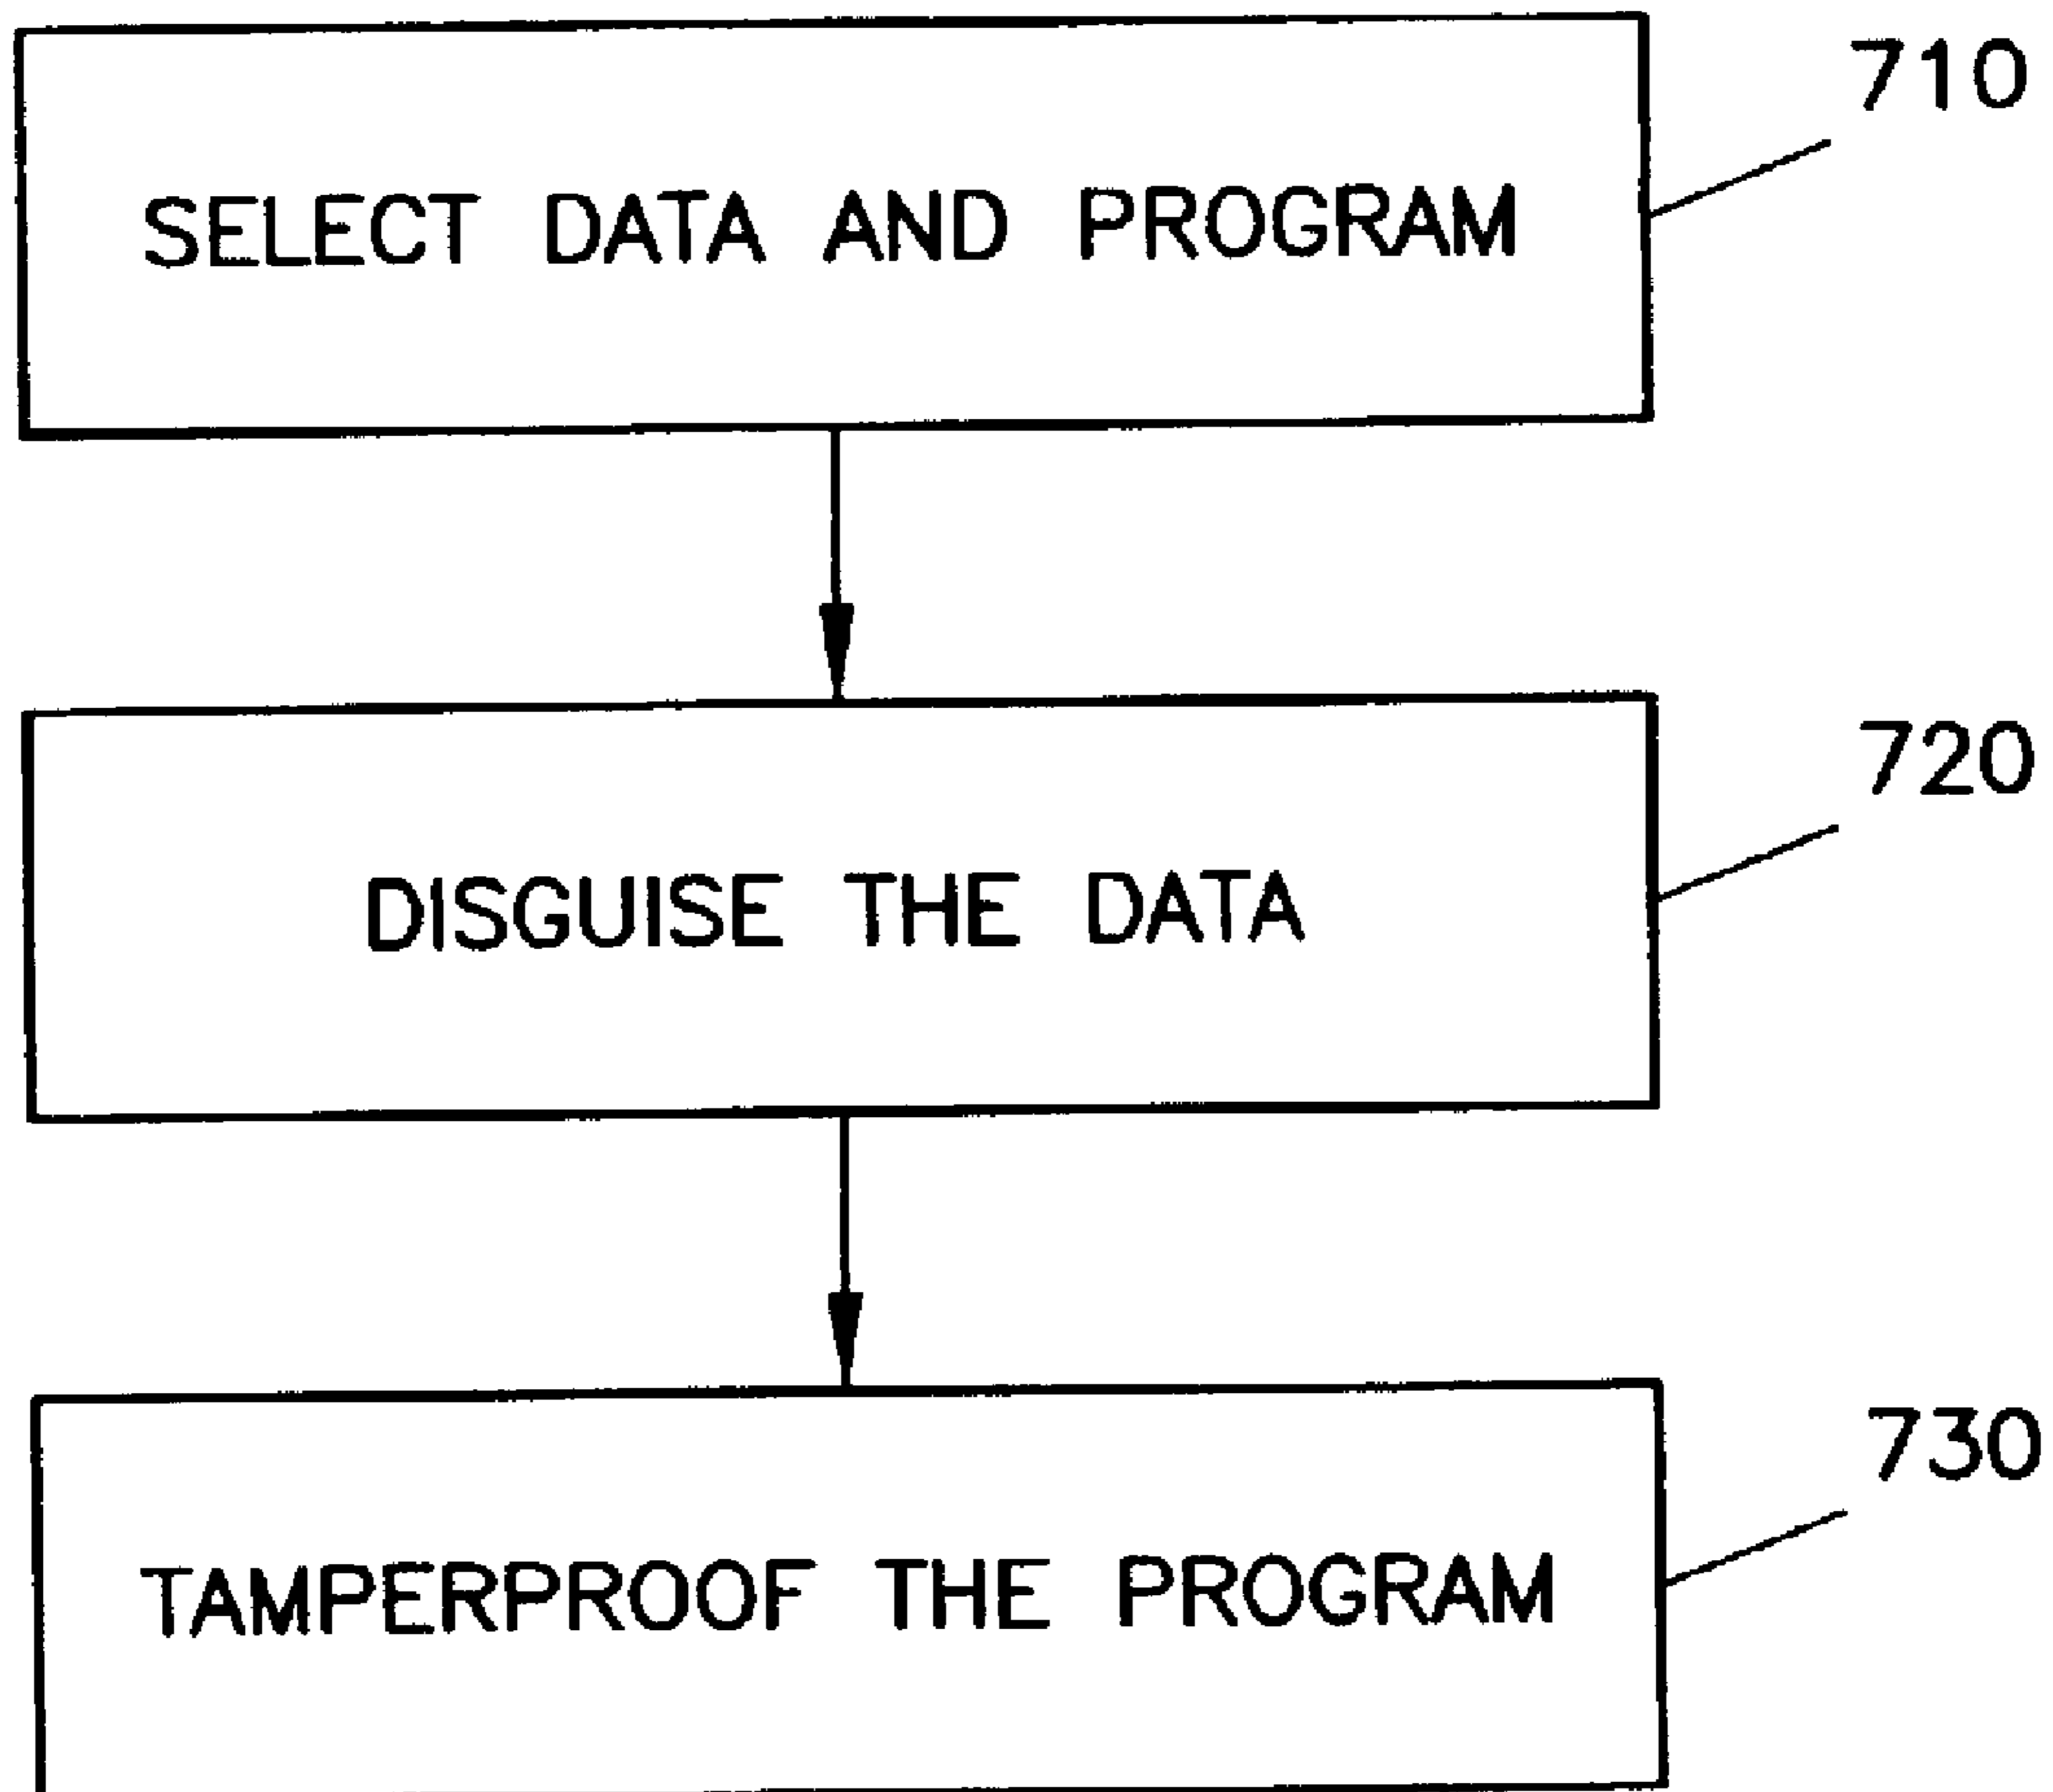 710
SELECT DATA AND PROGRAM
720
DISGUISE THE DATA
730
TAMPERPROOF THE PROGRAM